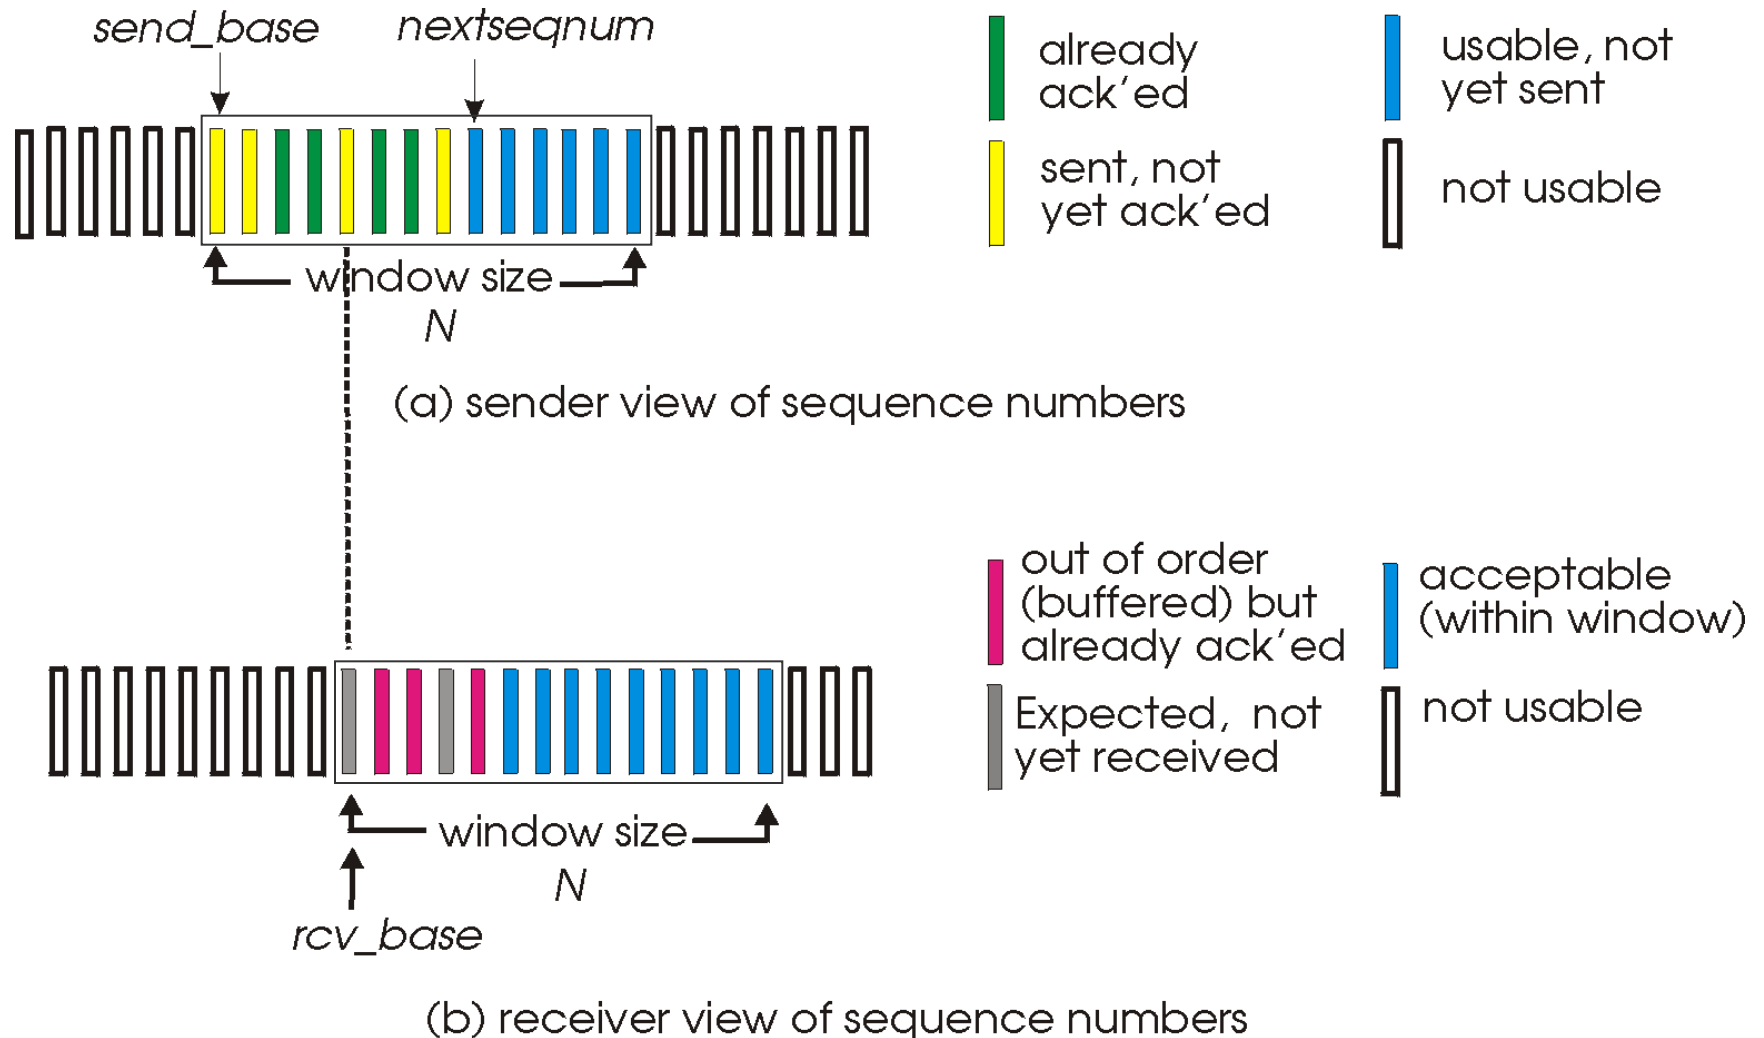 send_base
nextseqnum
already
ack'ed
usable, not
yet sent
sent, not
yet ack'ed
not usable
window size
N
(a) sender view of sequence numbers
out of order
(buffered) but
already ack'ed
acceptable
(within window)
Expected, not
yet received
not usable
window size
N
rcv_base
(b) receiver view of sequence numbers